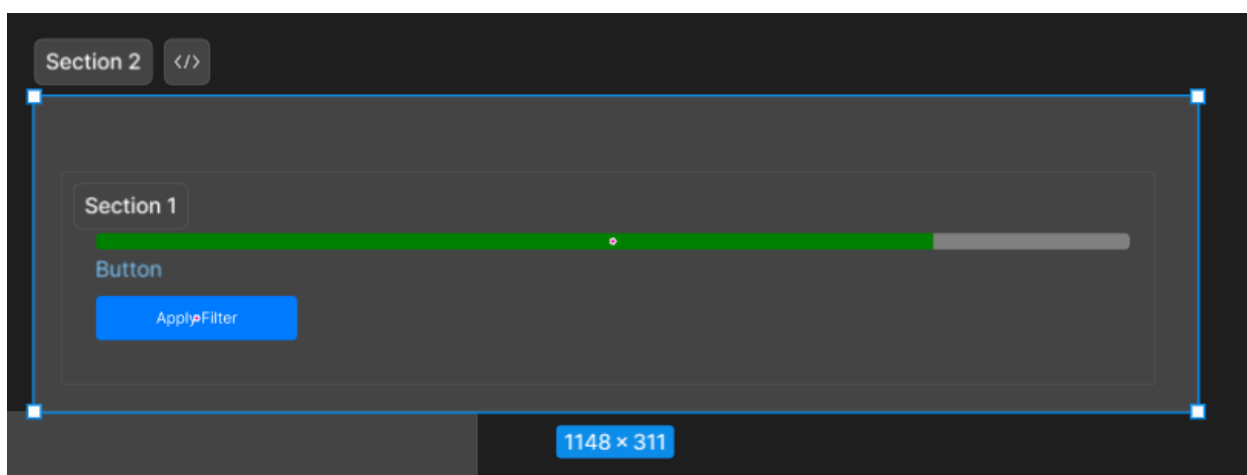 Section 2 </>
Section 1
Button
Apply Filter
1148 × 311